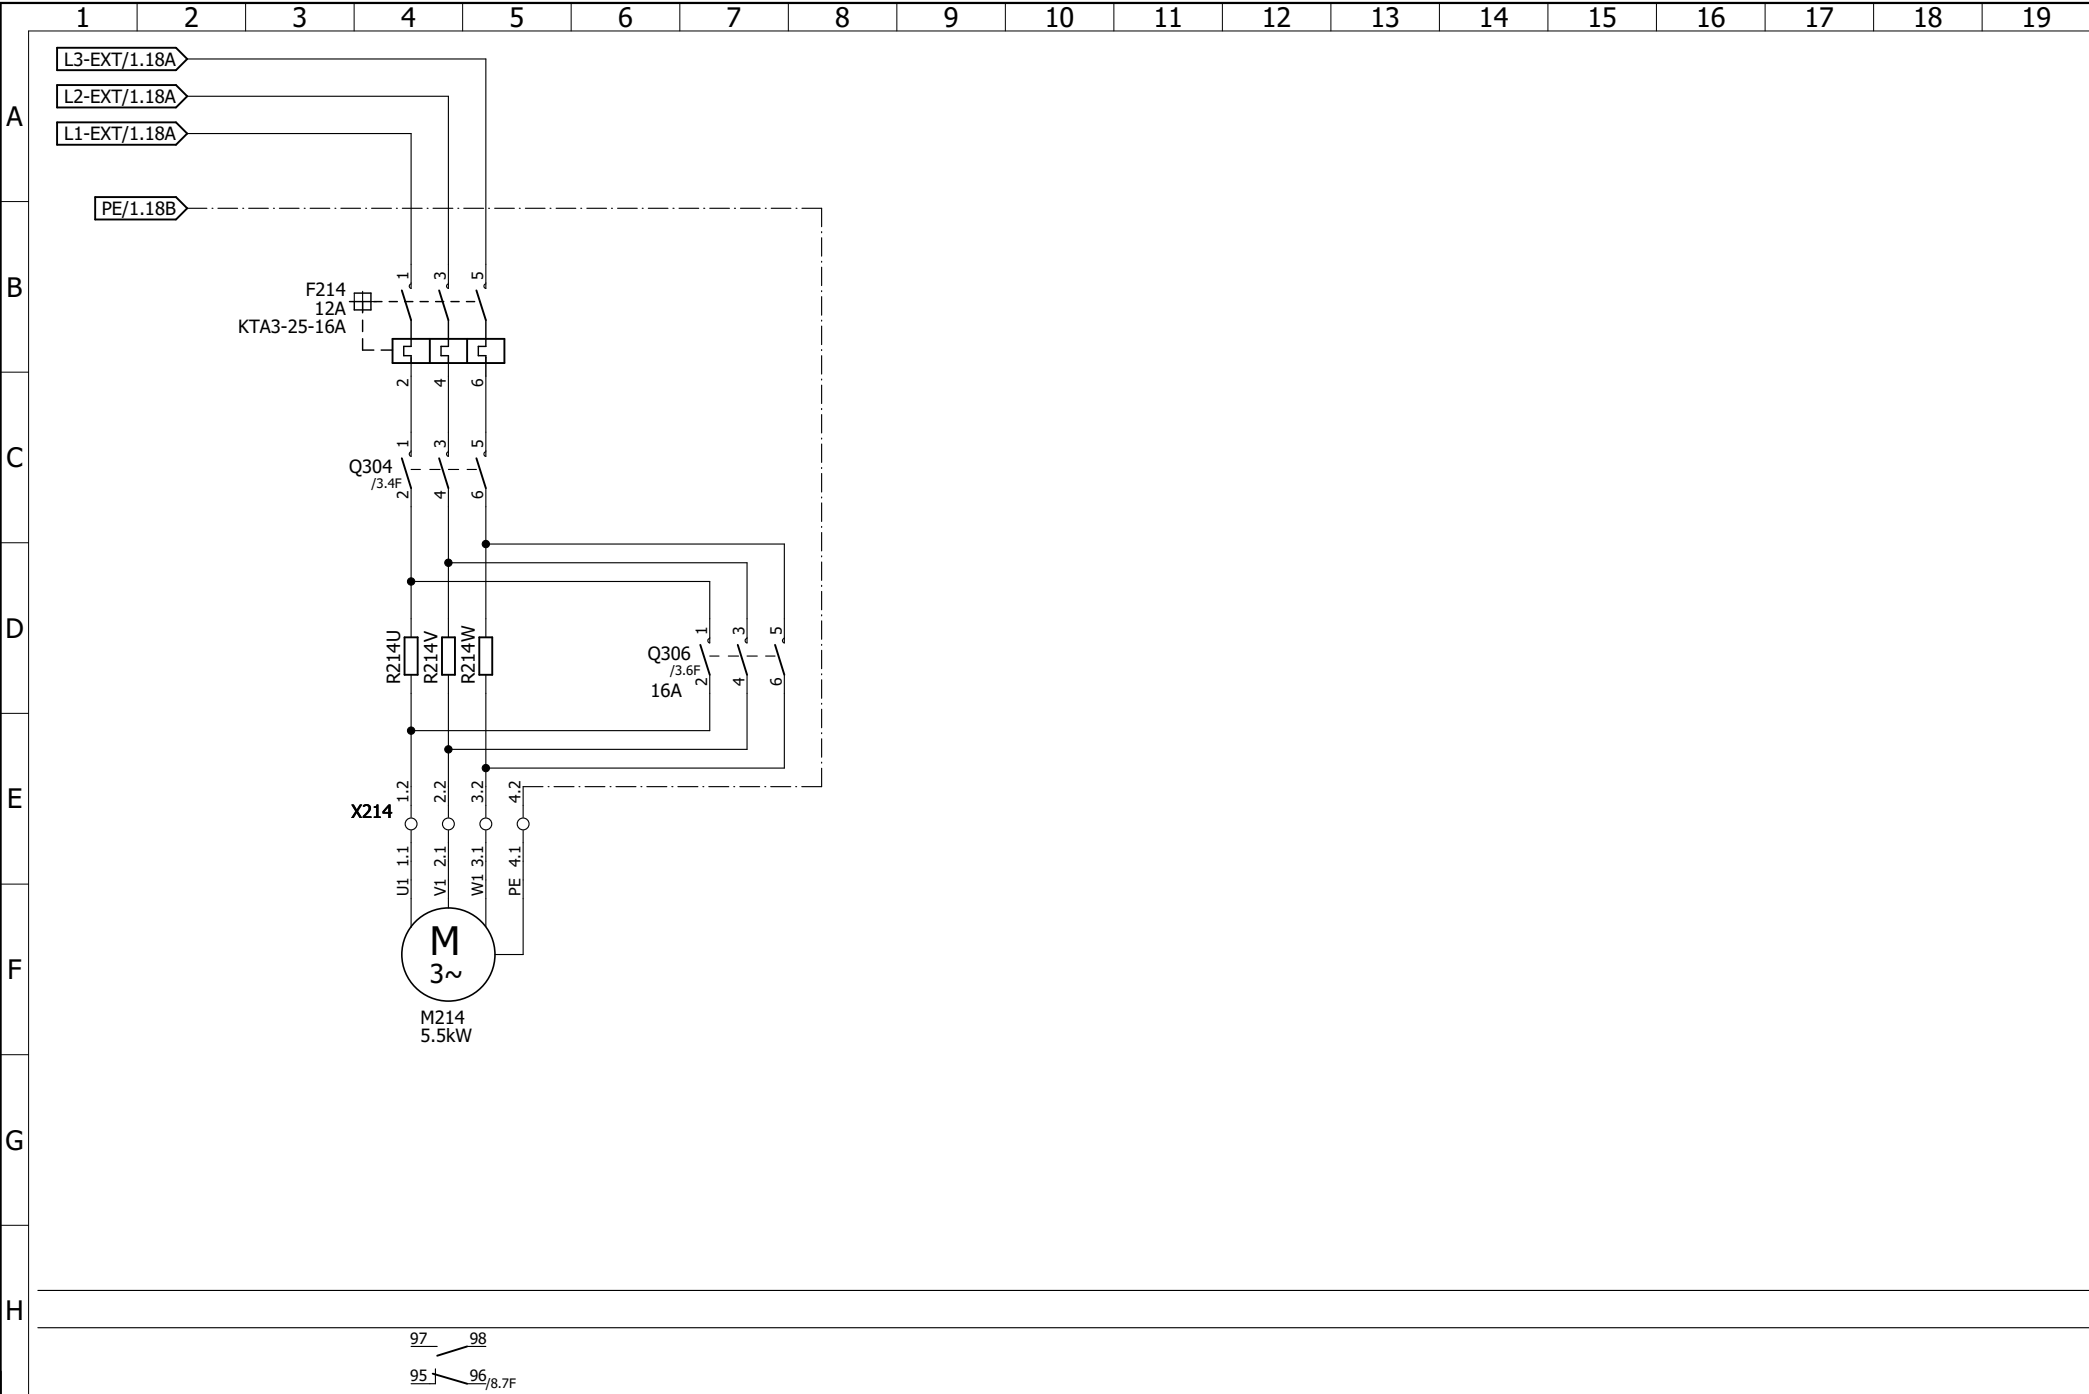 1 2 3 4 5 6 7 8 9 10 11 12 13 14 15 16 17 18 19
L3-EXT/1.18A
L2-EXT/1.18A
A
L1-EXT/1.18A
PE/1.18B
B
1 3 5
F214
12A
KTA3-25-16A
2 4 6
C
1 3 5
Q304
/3.4F
2 4 6
D
R214U R214V R214W
1 3 5
Q306
/3.6F
16A
2 4 6
E
1.2 2.2 3.2 4.2
X214
1.1 2.1 3.1 4.1
U1 V1 W1 PE
F
M
3~
M214
5.5kW
G
H
97 98
95 96 /8.7F